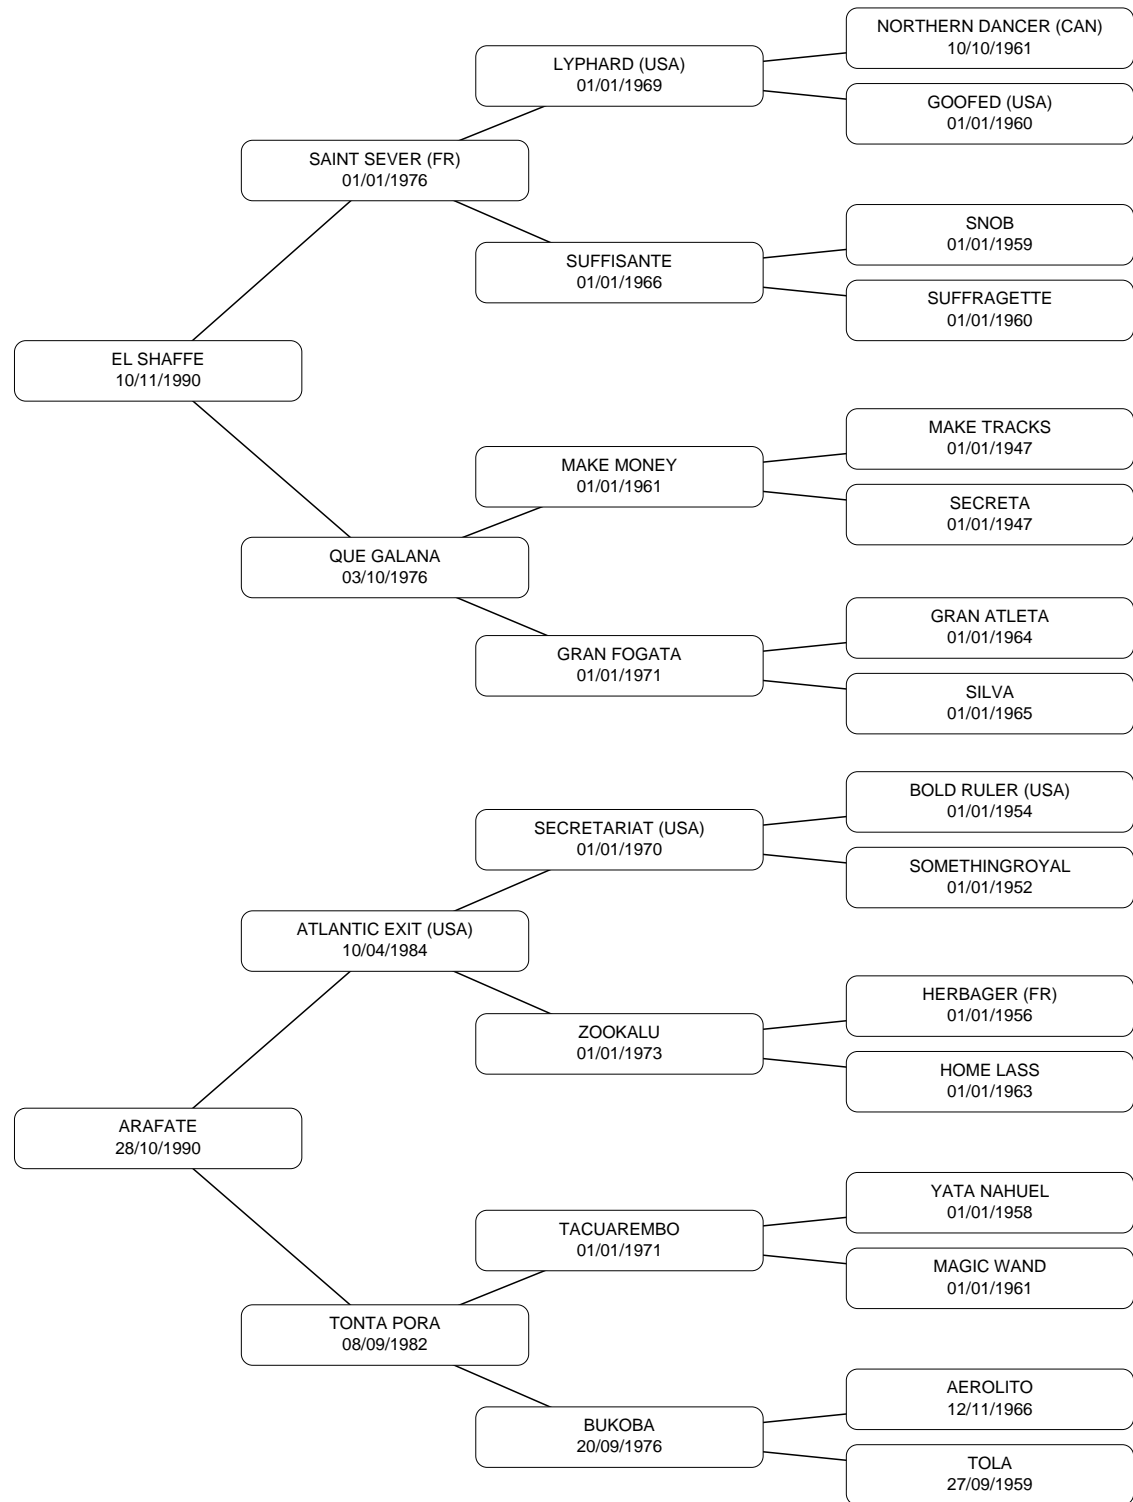 NORTHERN DANCER (CAN)
10/10/1961
LYPHARD (USA)
01/01/1969
GOOFED (USA)
01/01/1960
SAINT SEVER (FR)
01/01/1976
SNOB
01/01/1959
SUFFISANTE
01/01/1966
SUFFRAGETTE
01/01/1960
EL SHAFFE
10/11/1990
MAKE TRACKS
01/01/1947
MAKE MONEY
01/01/1961
SECRETA
01/01/1947
QUE GALANA
03/10/1976
GRAN ATLETA
01/01/1964
GRAN FOGATA
01/01/1971
SILVA
01/01/1965
BOLD RULER (USA)
01/01/1954
SECRETARIAT (USA)
01/01/1970
SOMETHINGROYAL
01/01/1952
ATLANTIC EXIT (USA)
10/04/1984
HERBAGER (FR)
01/01/1956
ZOOKALU
01/01/1973
HOME LASS
01/01/1963
ARAFATE
28/10/1990
YATA NAHUEL
01/01/1958
TACUAREMBO
01/01/1971
MAGIC WAND
01/01/1961
TONTA PORA
08/09/1982
AEROLITO
12/11/1966
BUKOBA
20/09/1976
TOLA
27/09/1959